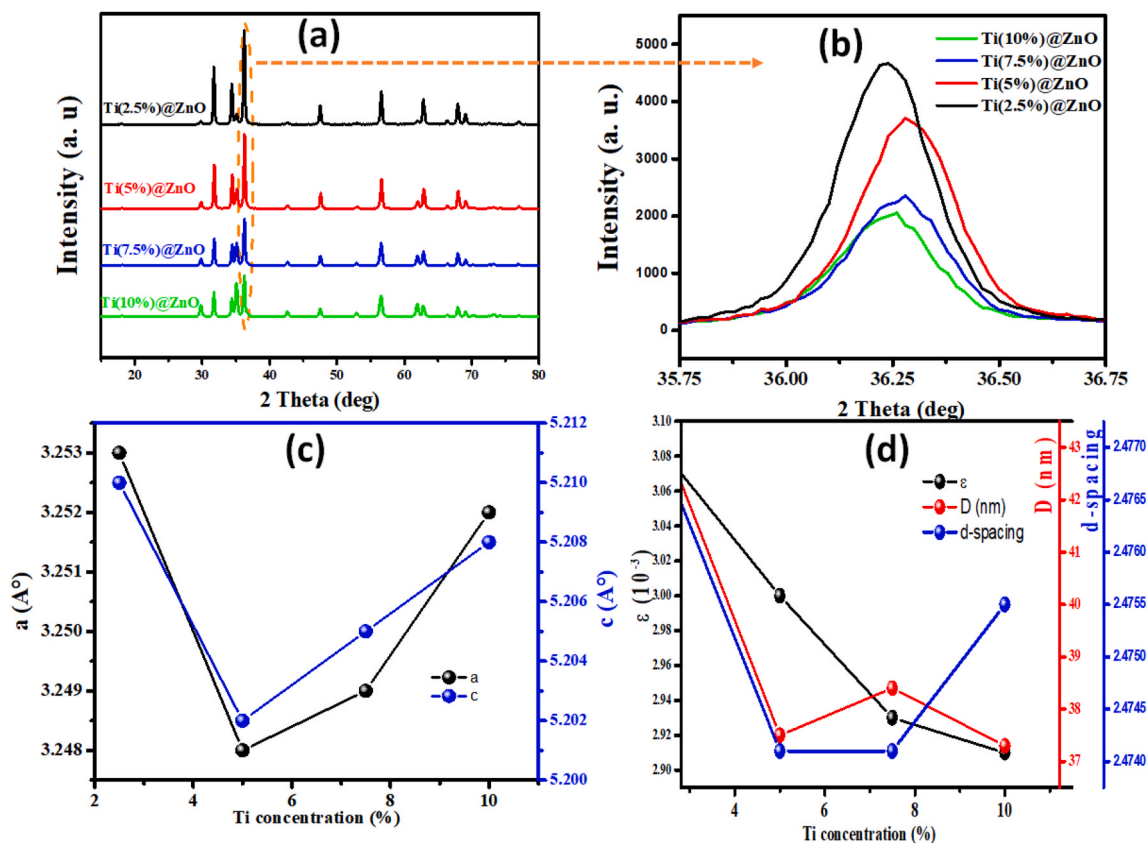 (a)
Intensity (a. u)
Ti(2.5%)@ZnO
Ti(5%)@ZnO
Ti(7.5%)@ZnO
Ti(10%)@ZnO
20 30 40 50 60 70 80
2 Theta (deg)
(b)
Intensity (a. u.)
5000
4000
3000
2000
1000
0
Ti(10%)@ZnO
Ti(7.5%)@ZnO
Ti(5%)@ZnO
Ti(2.5%)@ZnO
35.75 36.00 36.25 36.50 36.75
2 Theta (deg)
(c)
a (A°)
3.253
3.252
3.251
3.250
3.249
3.248
a
c
5.212
5.210
5.208
5.206
5.204
5.202
5.200
c (A°)
2 4 6 8 10
Ti concentration (%)
(d)
ε (10⁻³)
3.10
3.08
3.06
3.04
3.02
3.00
2.98
2.96
2.94
2.92
2.90
ε
D (nm)
d-spacing
D (nm)
43
42
41
40
39
38
37
d-spacing
2.4770
2.4765
2.4760
2.4755
2.4750
2.4745
2.4740
4 6 8 10
Ti concentration (%)